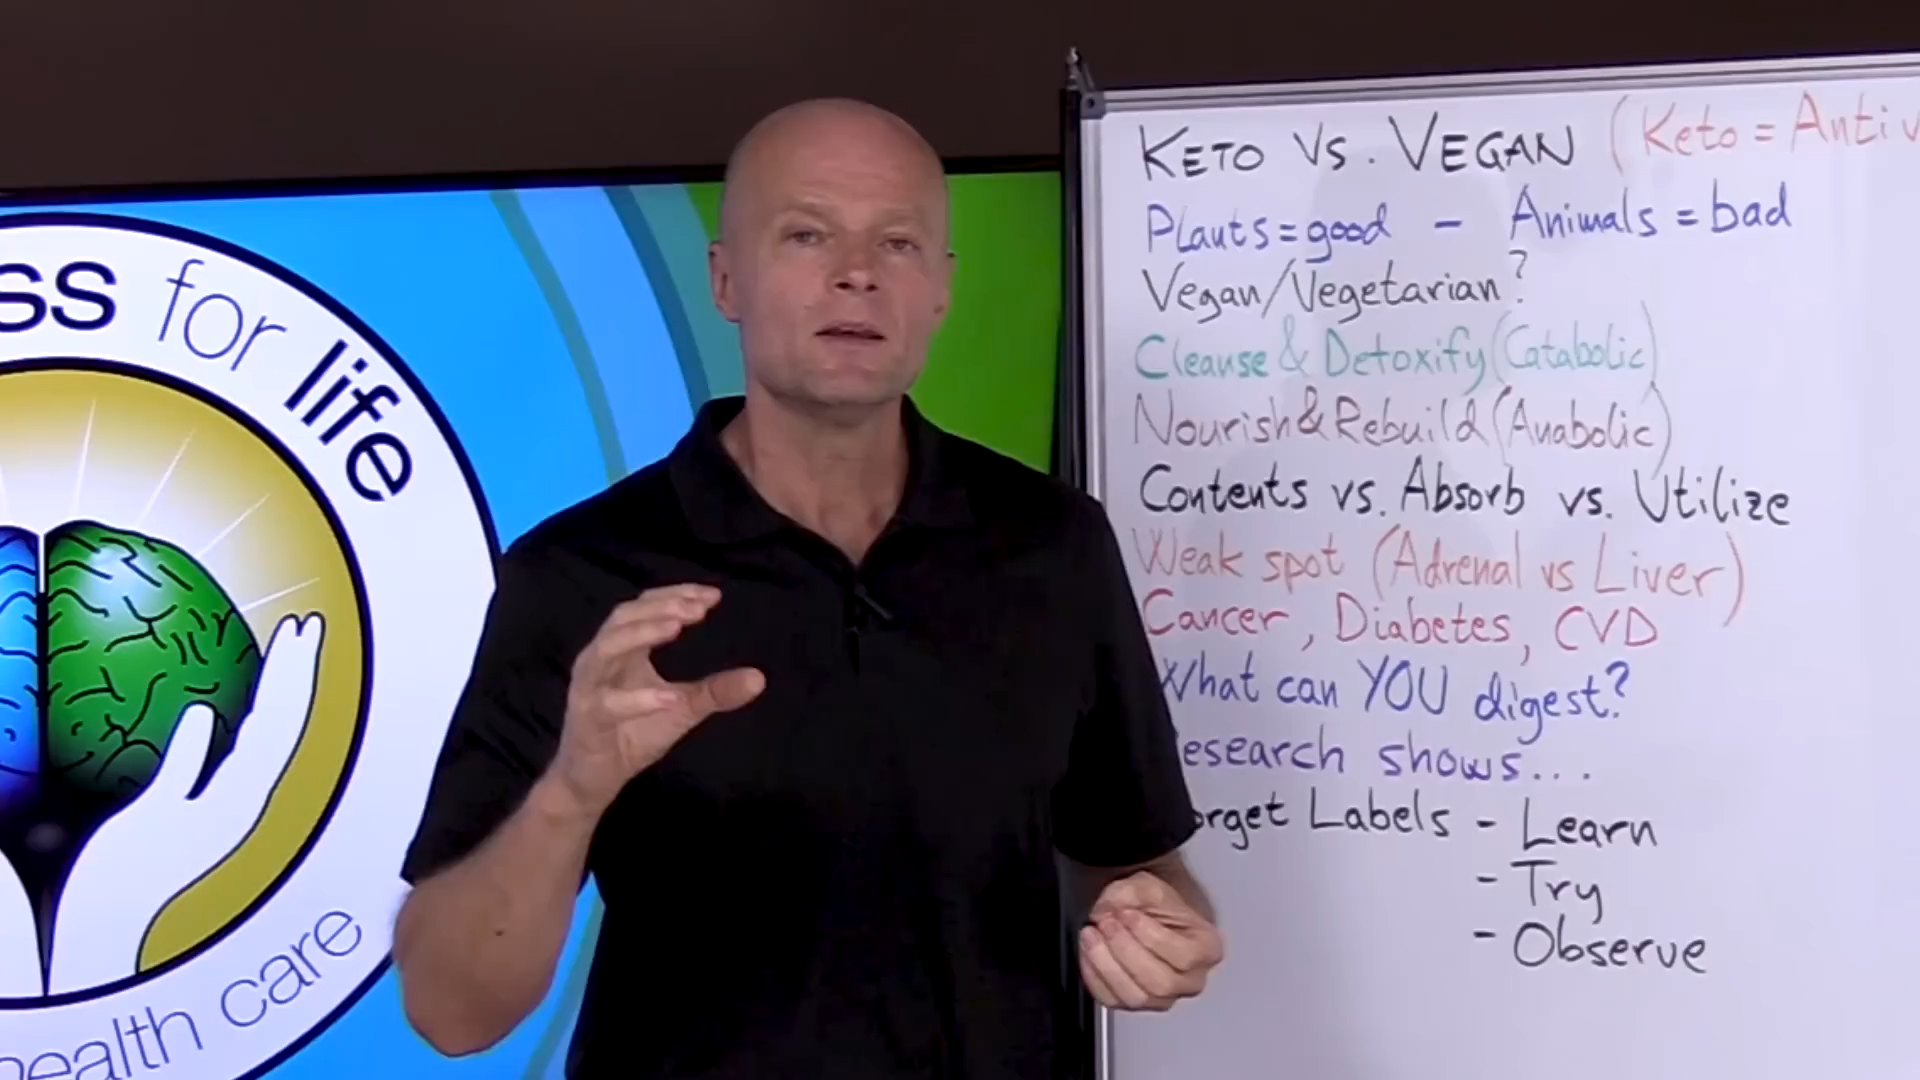 ss for life
health care
KETO VS. VEGAN (Keto = Anti v
Plants = good - Animals = bad
Vegan/Vegetarian?
Cleanse & Detoxify (Catabolic)
Nourish & Rebuild (Anabolic)
Contents vs. Absorb vs. Utilize
Weak spot (Adrenal vs Liver)
Cancer, Diabetes, CVD
What can YOU digest?
esearch shows...
orget Labels - Learn
- Try
- Observe